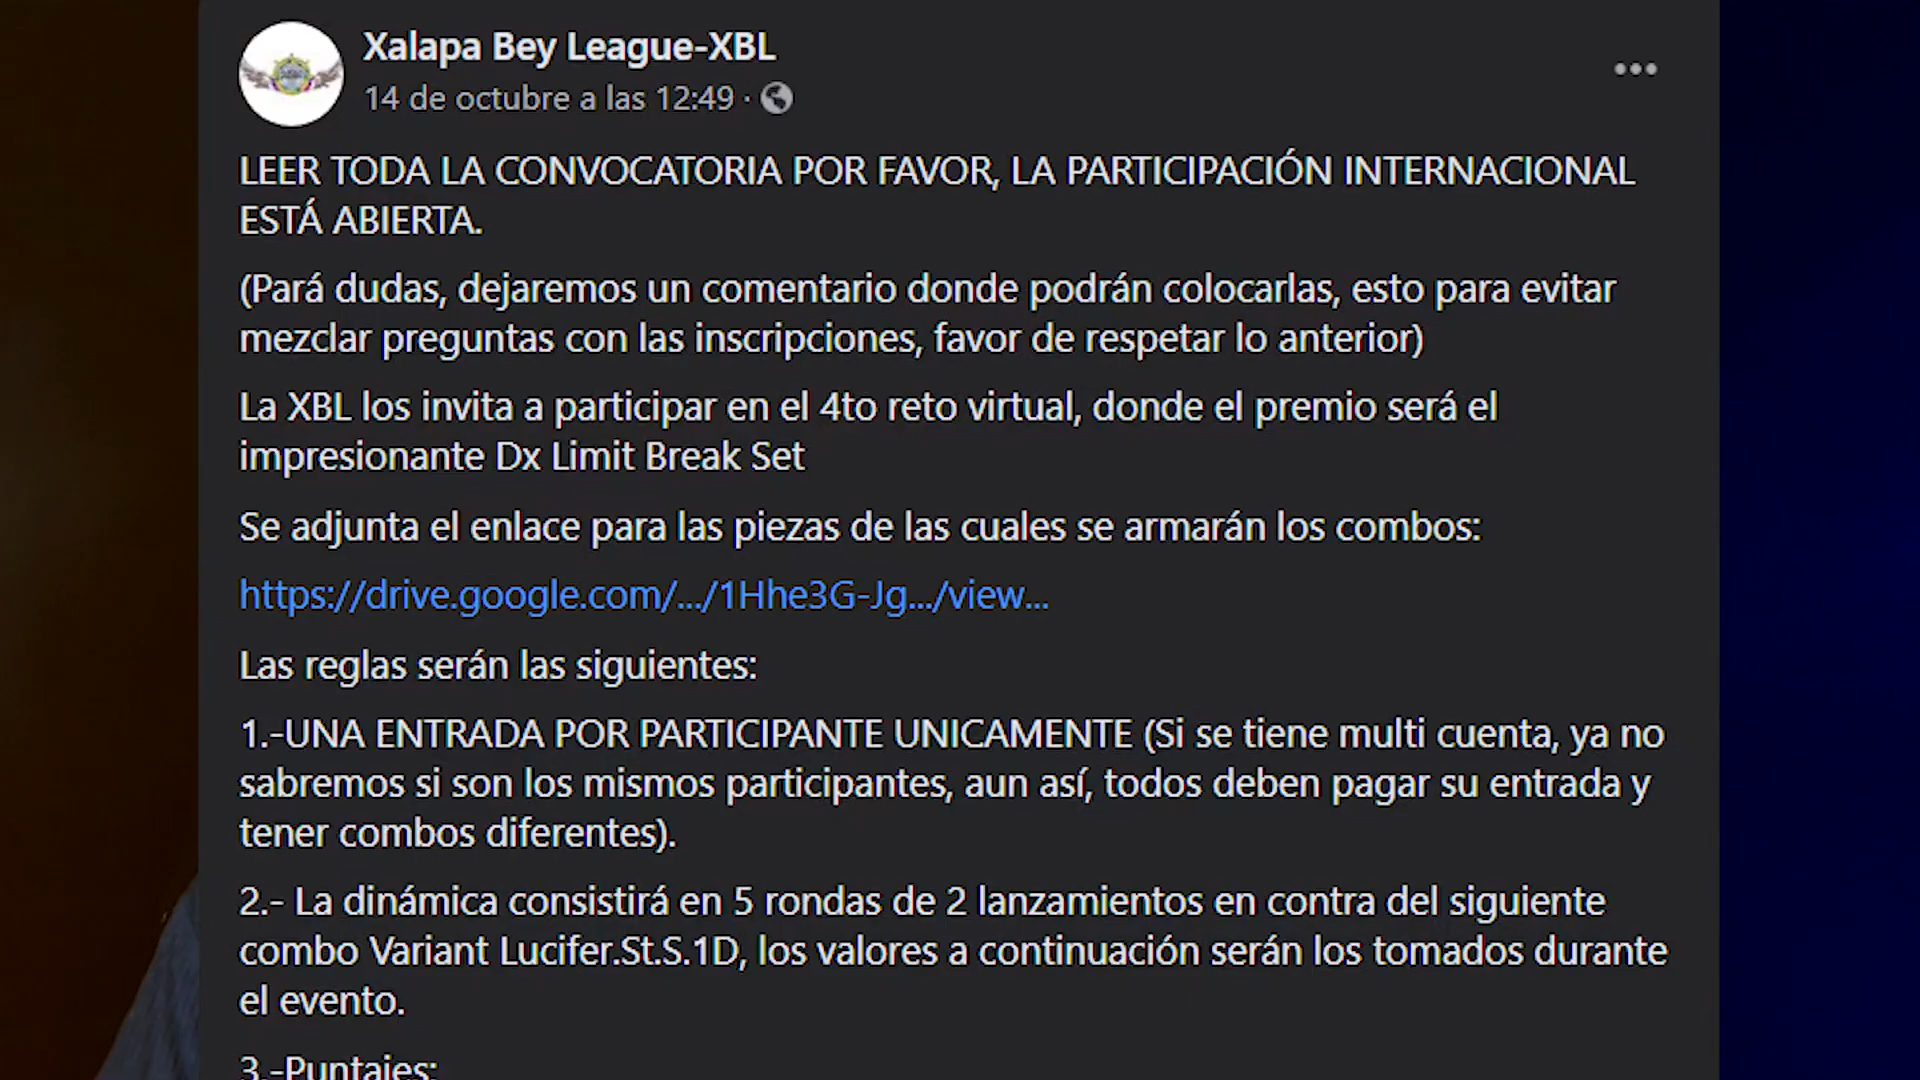 Xalapa Bey League-XBL
14 de octubre a las 12:49 ·
LEER TODA LA CONVOCATORIA POR FAVOR, LA PARTICIPACIÓN INTERNACIONAL
ESTÁ ABIERTA.
(Pará dudas, dejaremos un comentario donde podrán colocarlas, esto para evitar
mezclar preguntas con las inscripciones, favor de respetar lo anterior)
La XBL los invita a participar en el 4to reto virtual, donde el premio será el
impresionante Dx Limit Break Set
Se adjunta el enlace para las piezas de las cuales se armarán los combos:
https://drive.google.com/.../1Hhe3G-Jg.../view...
Las reglas serán las siguientes:
1.-UNA ENTRADA POR PARTICIPANTE UNICAMENTE (Si se tiene multi cuenta, ya no
sabremos si son los mismos participantes, aun así, todos deben pagar su entrada y
tener combos diferentes).
2.- La dinámica consistirá en 5 rondas de 2 lanzamientos en contra del siguiente
combo Variant Lucifer.St.S.1D, los valores a continuación serán los tomados durante
el evento.
3.-Puntajes: